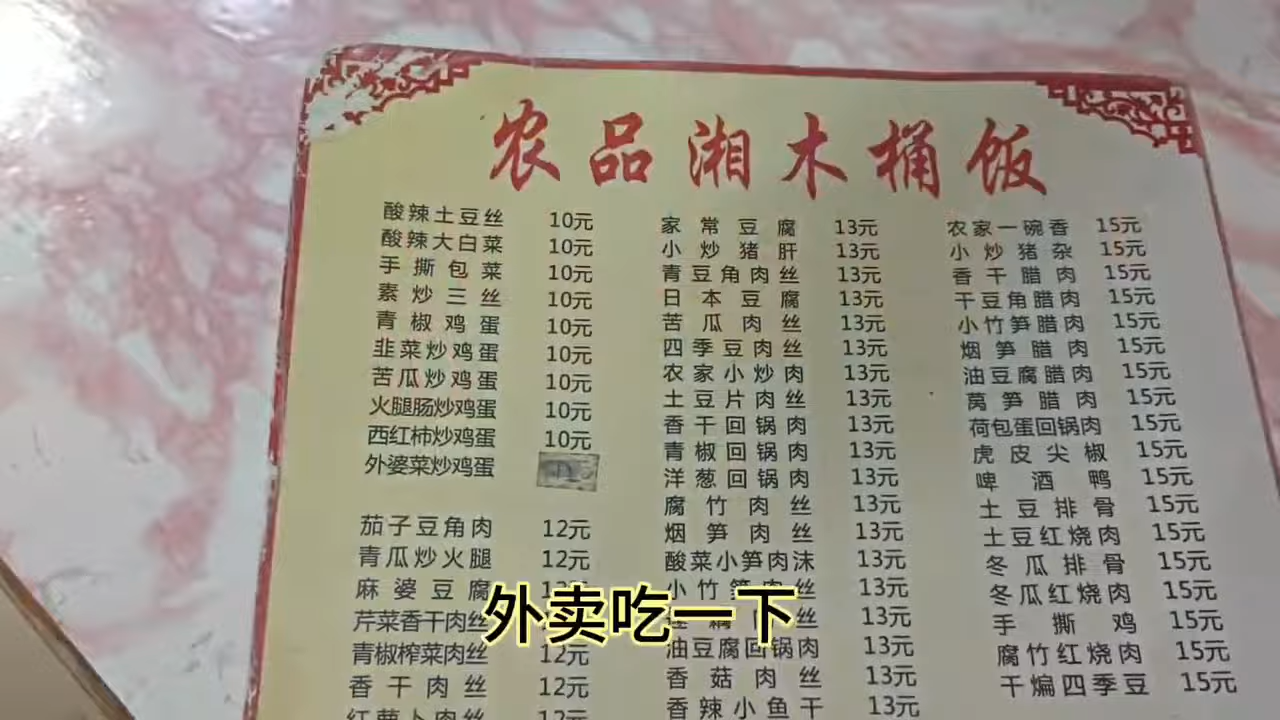 农品湘木桶饭
酸辣土豆丝 10元
酸辣大白菜 10元
手撕包菜 10元
素炒三丝 10元
青椒鸡蛋 10元
韭菜炒鸡蛋 10元
苦瓜炒鸡蛋 10元
火腿肠炒鸡蛋 10元
西红柿炒鸡蛋 10元
外婆菜炒鸡蛋
茄子豆角肉 12元
青瓜炒火腿 12元
麻婆豆腐
芹菜香干肉丝
青椒榨菜肉丝 12元
香干肉丝 12元
红萝卜肉丝 12元
家常豆腐 13元
小炒猪肝 13元
青豆角肉丝 13元
日本豆腐 13元
苦瓜肉丝 13元
四季豆肉丝 13元
农家小炒肉 13元
土豆片肉丝 13元
香干回锅肉 13元
青椒回锅肉 13元
洋葱回锅肉 13元
腐竹肉丝 13元
烟笋肉丝 13元
酸菜小笋肉沫 13元
小竹笋肉丝 13元
丝 13元
油豆腐回锅肉 13元
香菇肉丝 13元
香辣小鱼干 13元
农家一碗香 15元
小炒猪杂 15元
香干腊肉 15元
干豆角腊肉 15元
小竹笋腊肉 15元
烟笋腊肉 15元
油豆腐腊肉 15元
莴笋腊肉 15元
荷包蛋回锅肉 15元
虎皮尖椒 15元
啤酒鸭 15元
土豆排骨 15元
土豆红烧肉 15元
冬瓜排骨 15元
冬瓜红烧肉 15元
手撕鸡 15元
腐竹红烧肉 15元
干煸四季豆 15元
外卖吃一下